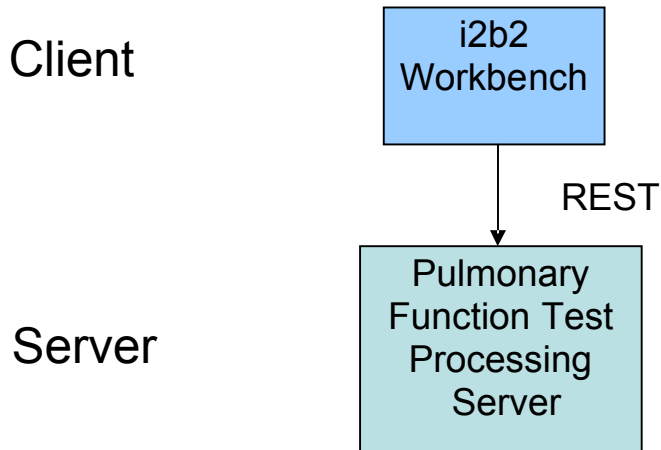 Client
i2b2
Workbench
REST
Pulmonary
Function Test
Processing
Server
Server